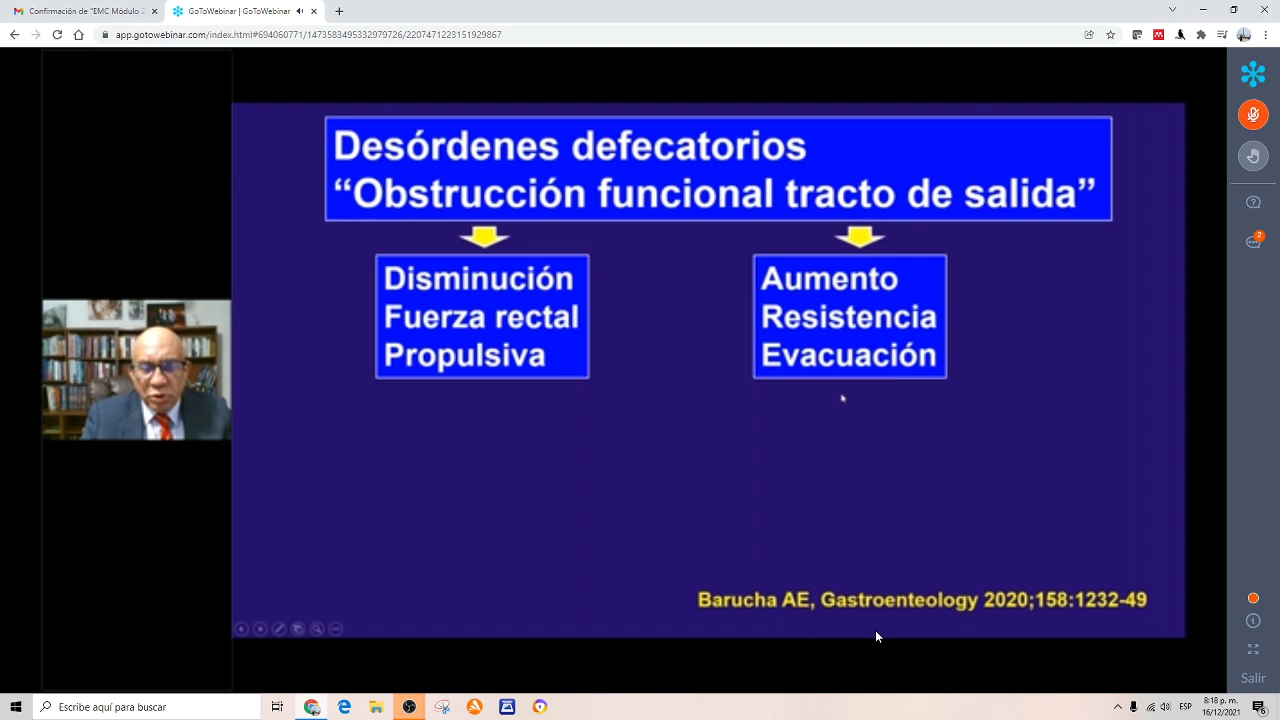 Confirmación de "EMC Módulo
GoToWebinar | GoToWebinar
app.gotowebinar.com/index.html#694060771/1473583495332979726/2207471223151929867
Desórdenes defecatorios
“Obstrucción funcional tracto de salida”
Disminución
Fuerza rectal
Propulsiva
Aumento
Resistencia
Evacuación
Barucha AE, Gastroenteology 2020;158:1232-49
2
Salir
Escribe aquí para buscar
ESP
8:18 p. m.
16/12/2021